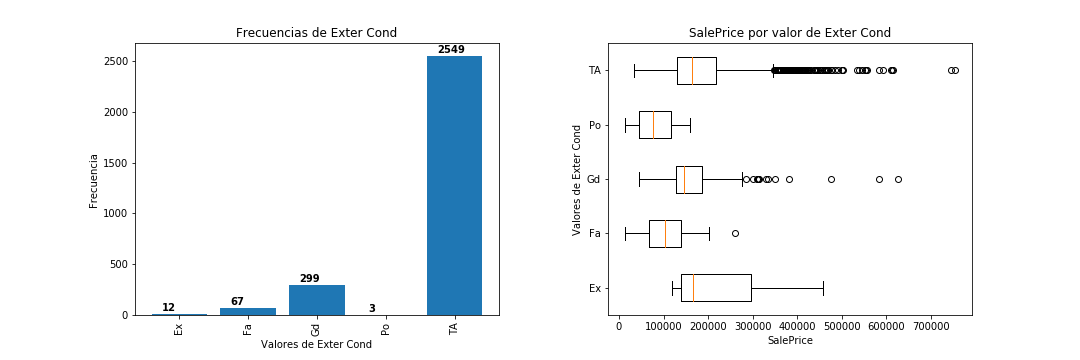 Frecuencias de Exter Cond
Frecuencia
2500
2000
1500
1000
500
0
12
67
299
3
2549
Ex
Fa
Gd
Po
TA
Valores de Exter Cond
SalePrice por valor de Exter Cond
Valores de Exter Cond
TA
Po
Gd
Fa
Ex
0
100000
200000
300000
400000
500000
600000
700000
SalePrice